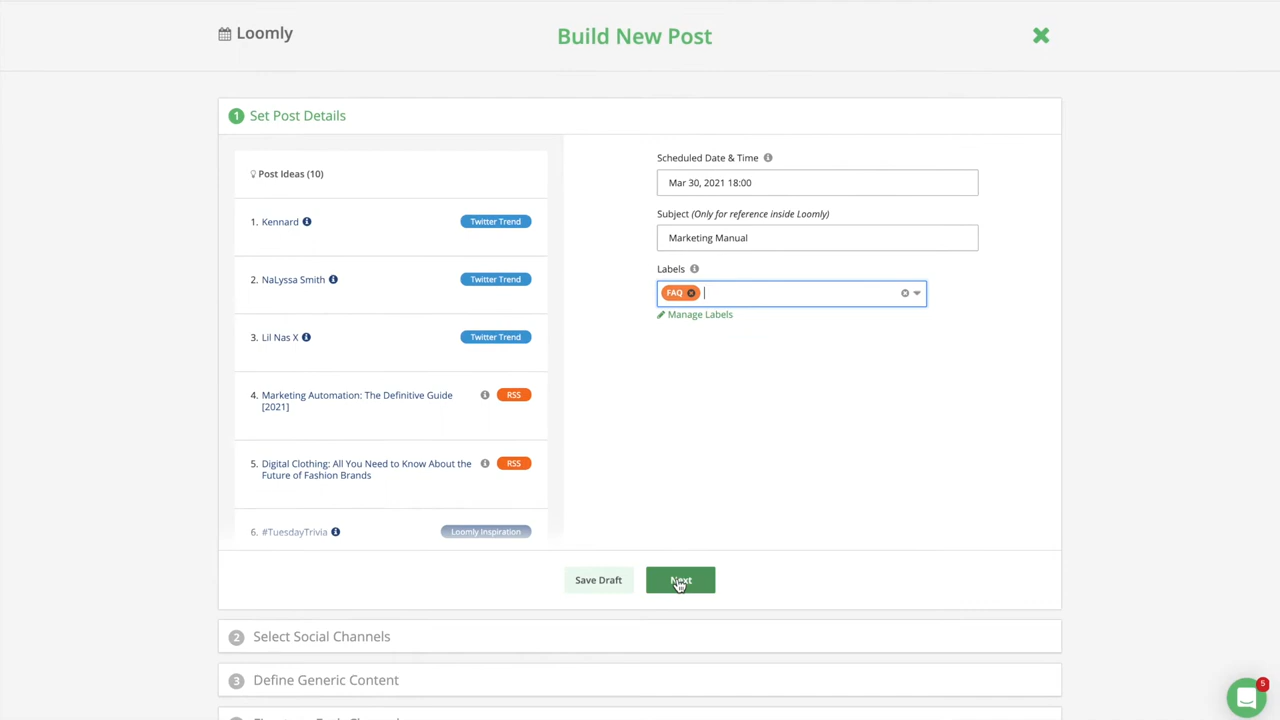 Loomly
Build New Post
1 Set Post Details
Post Ideas (10)
1. Kennard
Twitter Trend
2. NaLyssa Smith
Twitter Trend
3. Lil Nas X
Twitter Trend
4. Marketing Automation: The Definitive Guide
[2021]
RSS
5. Digital Clothing: All You Need to Know About the
Future of Fashion Brands
RSS
6. #TuesdayTrivia
Loomly Inspiration
Scheduled Date & Time
Mar 30, 2021 18:00
Subject (Only for reference inside Loomly)
Marketing Manual
Labels
FAQ
Manage Labels
Save Draft
Next
2 Select Social Channels
3 Define Generic Content
5